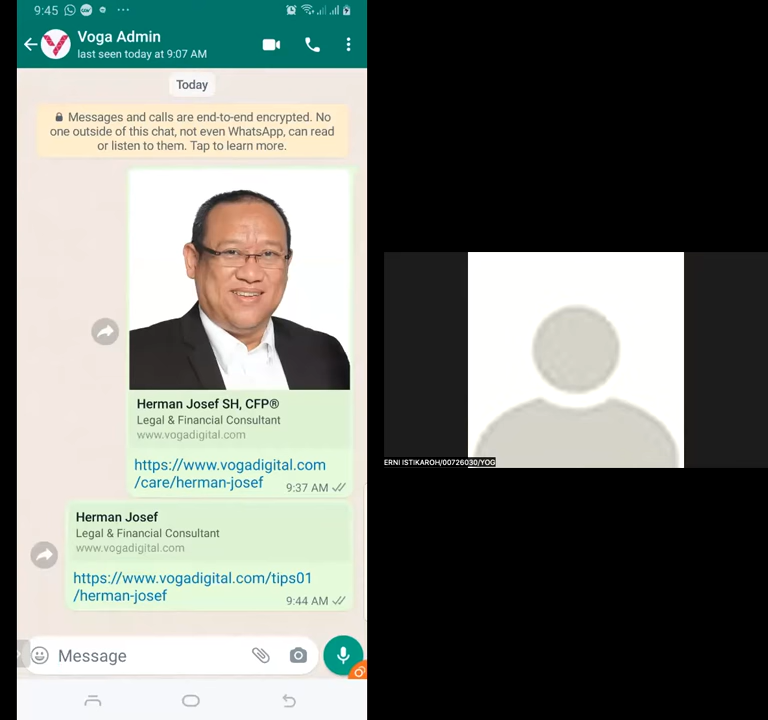 9:45
Voga Admin
last seen today at 9:07 AM
Today
Messages and calls are end-to-end encrypted. No
one outside of this chat, not even WhatsApp, can read
or listen to them. Tap to learn more.
Herman Josef SH, CFP®
Legal & Financial Consultant
www.vogadigital.com
https://www.vogadigital.com
/care/herman-josef
9:37 AM
Herman Josef
Legal & Financial Consultant
www.vogadigital.com
https://www.vogadigital.com/tips01
/herman-josef
9:44 AM
Message
ERNI ISTIKAROH/00726030/YOG